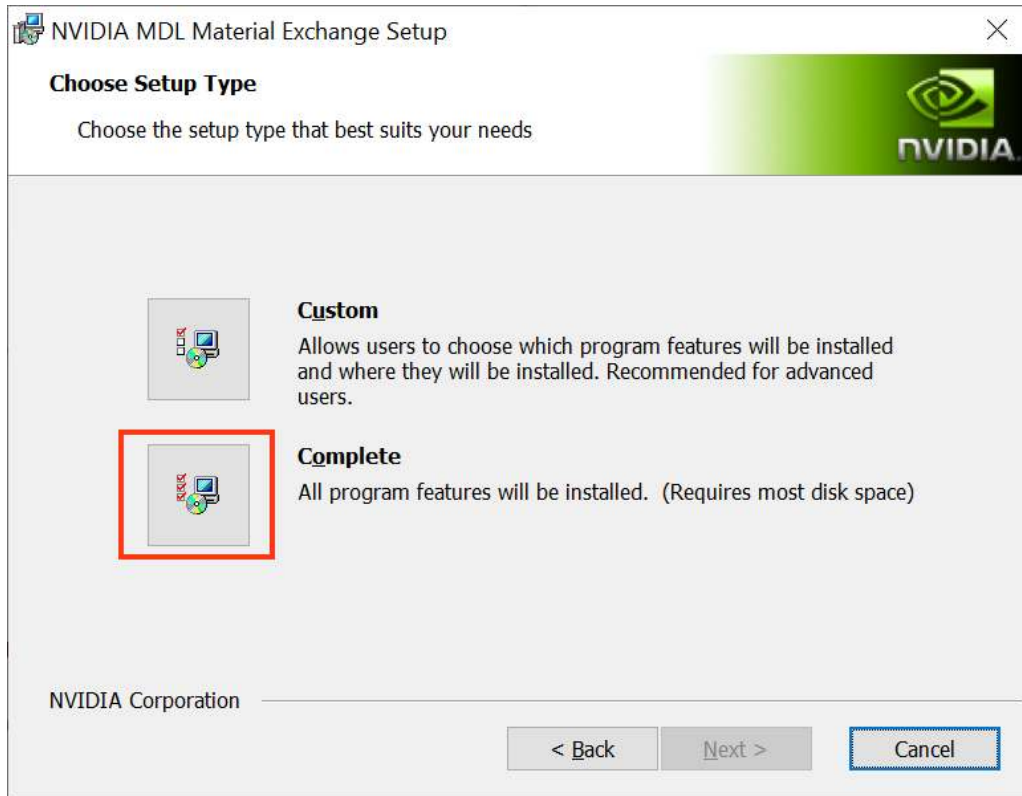 NVIDIA MDL Material Exchange Setup
Choose Setup Type
Choose the setup type that best suits your needs
NVIDIA.
Custom
Allows users to choose which program features will be installed
and where they will be installed. Recommended for advanced
users.
Complete
All program features will be installed.  (Requires most disk space)
NVIDIA Corporation
< Back
Next >
Cancel